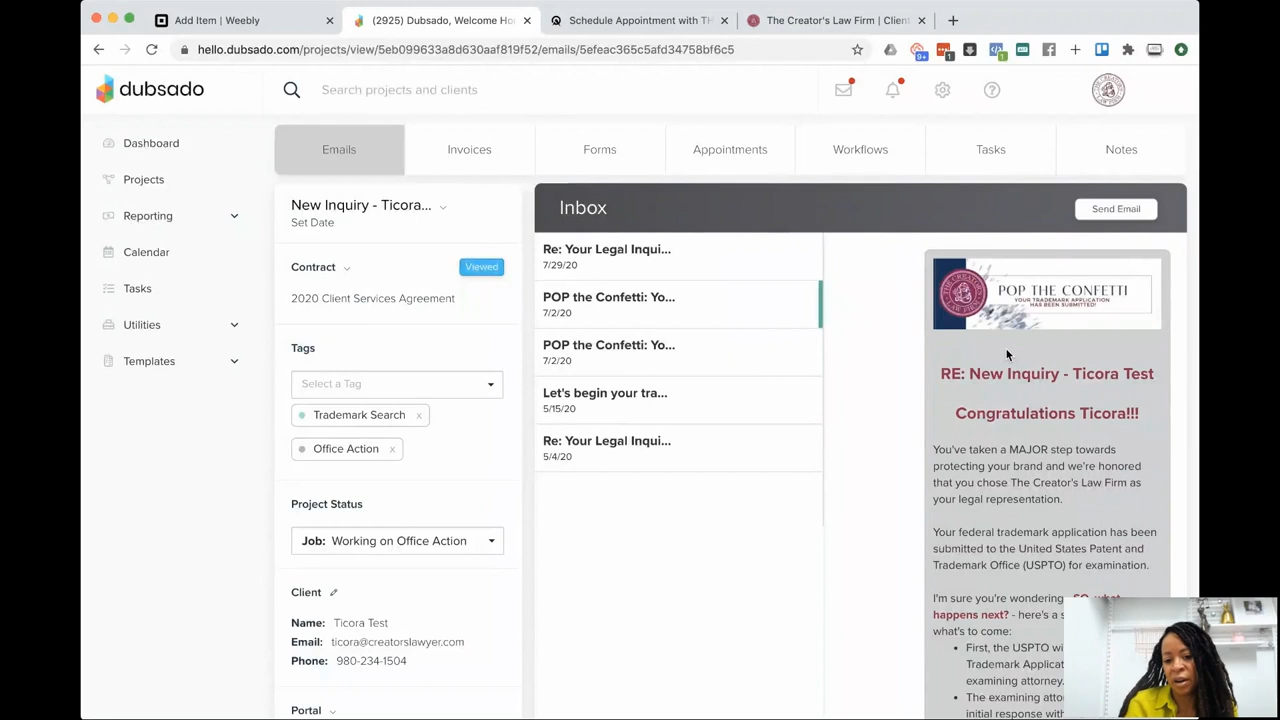 Add Item | Weebly
(2925) Dubsado, Welcome Ho
Schedule Appointment with TH
The Creator's Law Firm | Client
hello.dubsado.com/projects/view/5eb099633a8d630aaf819f52/emails/5efeac365c5afd34758bf6c5
9+
1
1
dubsado
Search projects and clients
Dashboard
Projects
Reporting
Calendar
Tasks
Utilities
Templates
Emails
Invoices
Forms
Appointments
Workflows
Tasks
Notes
New Inquiry - Ticora...
Set Date
Contract
Viewed
2020 Client Services Agreement
Tags
Select a Tag
Trademark Search x
Office Action x
Project Status
Job: Working on Office Action
Client
Name: Ticora Test
Email: ticora@creatorslawyer.com
Phone: 980-234-1504
Portal
Inbox
Send Email
Re: Your Legal Inqui...
7/29/20
POP the Confetti: Yo...
7/2/20
POP the Confetti: Yo...
7/2/20
Let's begin your tra...
5/15/20
Re: Your Legal Inqui...
5/4/20
POP THE CONFETTI
YOUR TRADEMARK APPLICATION
HAS BEEN SUBMITTED!
RE: New Inquiry - Ticora Test
Congratulations Ticora!!!
You've taken a MAJOR step towards
protecting your brand and we're honored
that you chose The Creator's Law Firm as
your legal representation.
Your federal trademark application has been
submitted to the United States Patent and
Trademark Office (USPTO) for examination.
I'm sure you're wondering, SO, what
happens next? - here's a s
what's to come:
First, the USPTO wi
Trademark Applicat
examining attorney.
The examining atto
initial response with